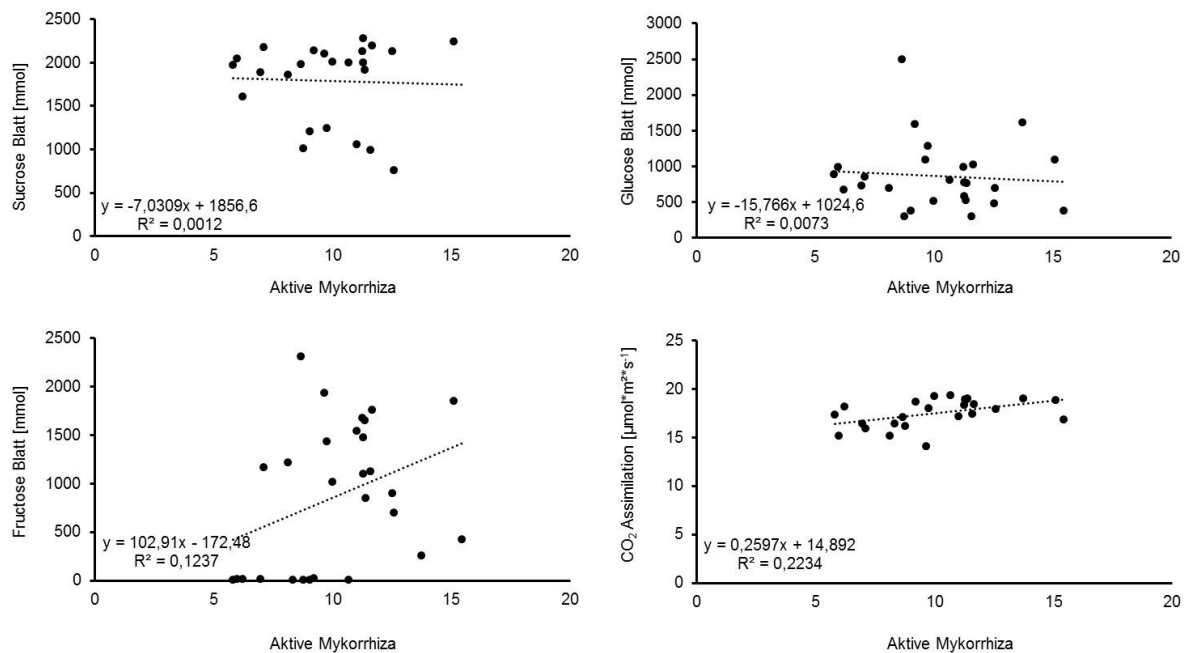 Sucrose Blatt [mmol]
2500
2000
1500
1000
500
0
y = -7,0309x + 1856,6
R² = 0,0012
0 5 10 15 20
Aktive Mykorrhiza
Glucose Blatt [mmol]
3000
2500
2000
1500
1000
500
0
y = -15,766x + 1024,6
R² = 0,0073
0 5 10 15 20
Aktive Mykorrhiza
Fructose Blatt [mmol]
2500
2000
1500
1000
500
0
y = 102,91x - 172,48
R² = 0,1237
0 5 10 15 20
Aktive Mykorrhiza
CO₂ Assimilation [µmol*m²*s⁻¹]
25
20
15
10
5
0
y = 0,2597x + 14,892
R² = 0,2234
0 5 10 15 20
Aktive Mykorrhiza